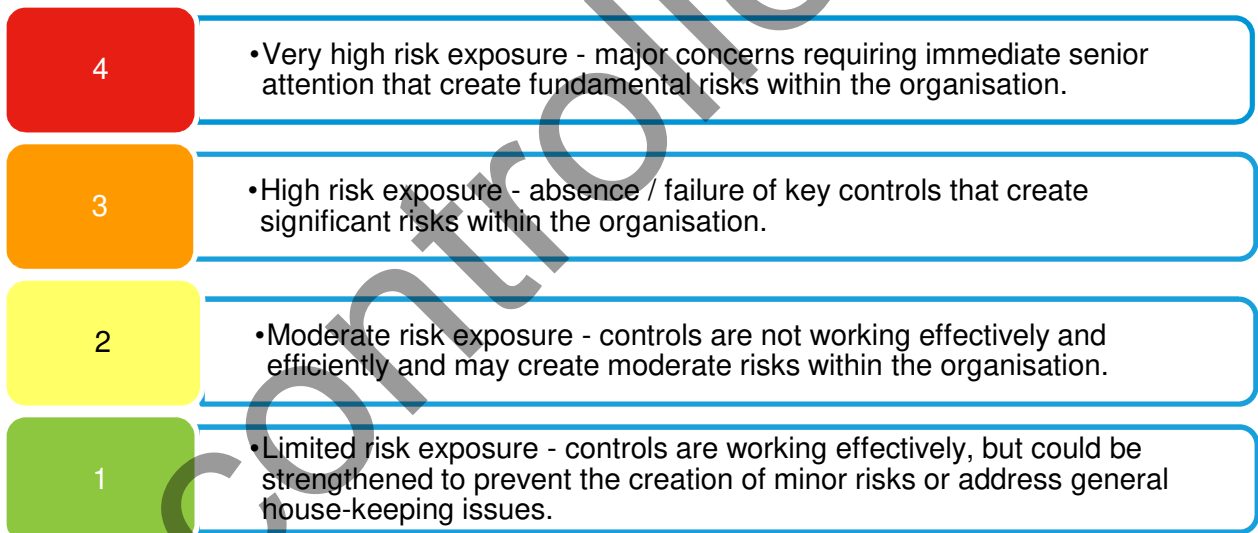 4
•Very high risk exposure - major concerns requiring immediate senior
attention that create fundamental risks within the organisation.
3
•High risk exposure - absence / failure of key controls that create
significant risks within the organisation.
2
•Moderate risk exposure - controls are not working effectively and
efficiently and may create moderate risks within the organisation.
1
•Limited risk exposure - controls are working effectively, but could be
strengthened to prevent the creation of minor risks or address general
house-keeping issues.
controlle